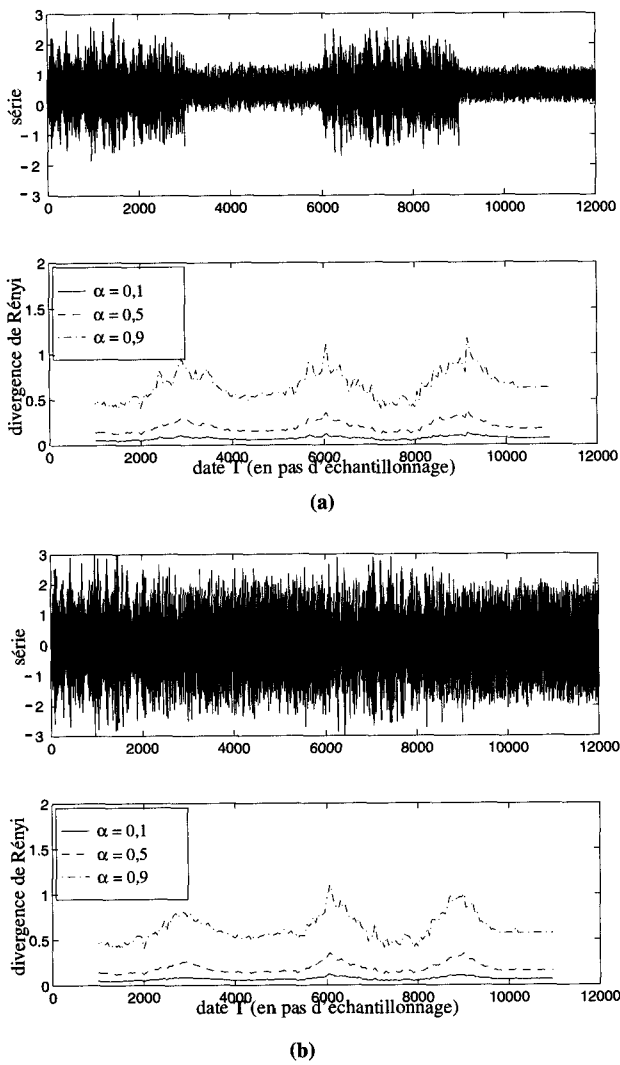 3
2
1
0
-1
-2
-3
série
0 2000 4000 6000 8000 10000 12000
2
1.5
1
0.5
0
divergence de Rényi
α = 0,1
α = 0,5
α = 0,9
0 2000 4000 6000 8000 10000 12000
date T (en pas d'échantillonnage)
(a)
3
2
1
0
-1
-2
-3
série
0 2000 4000 6000 8000 10000 12000
2
1.5
1
0.5
0
divergence de Rényi
α = 0,1
α = 0,5
α = 0,9
0 2000 4000 6000 8000 10000 12000
date T (en pas d'échantillonnage)
(b)